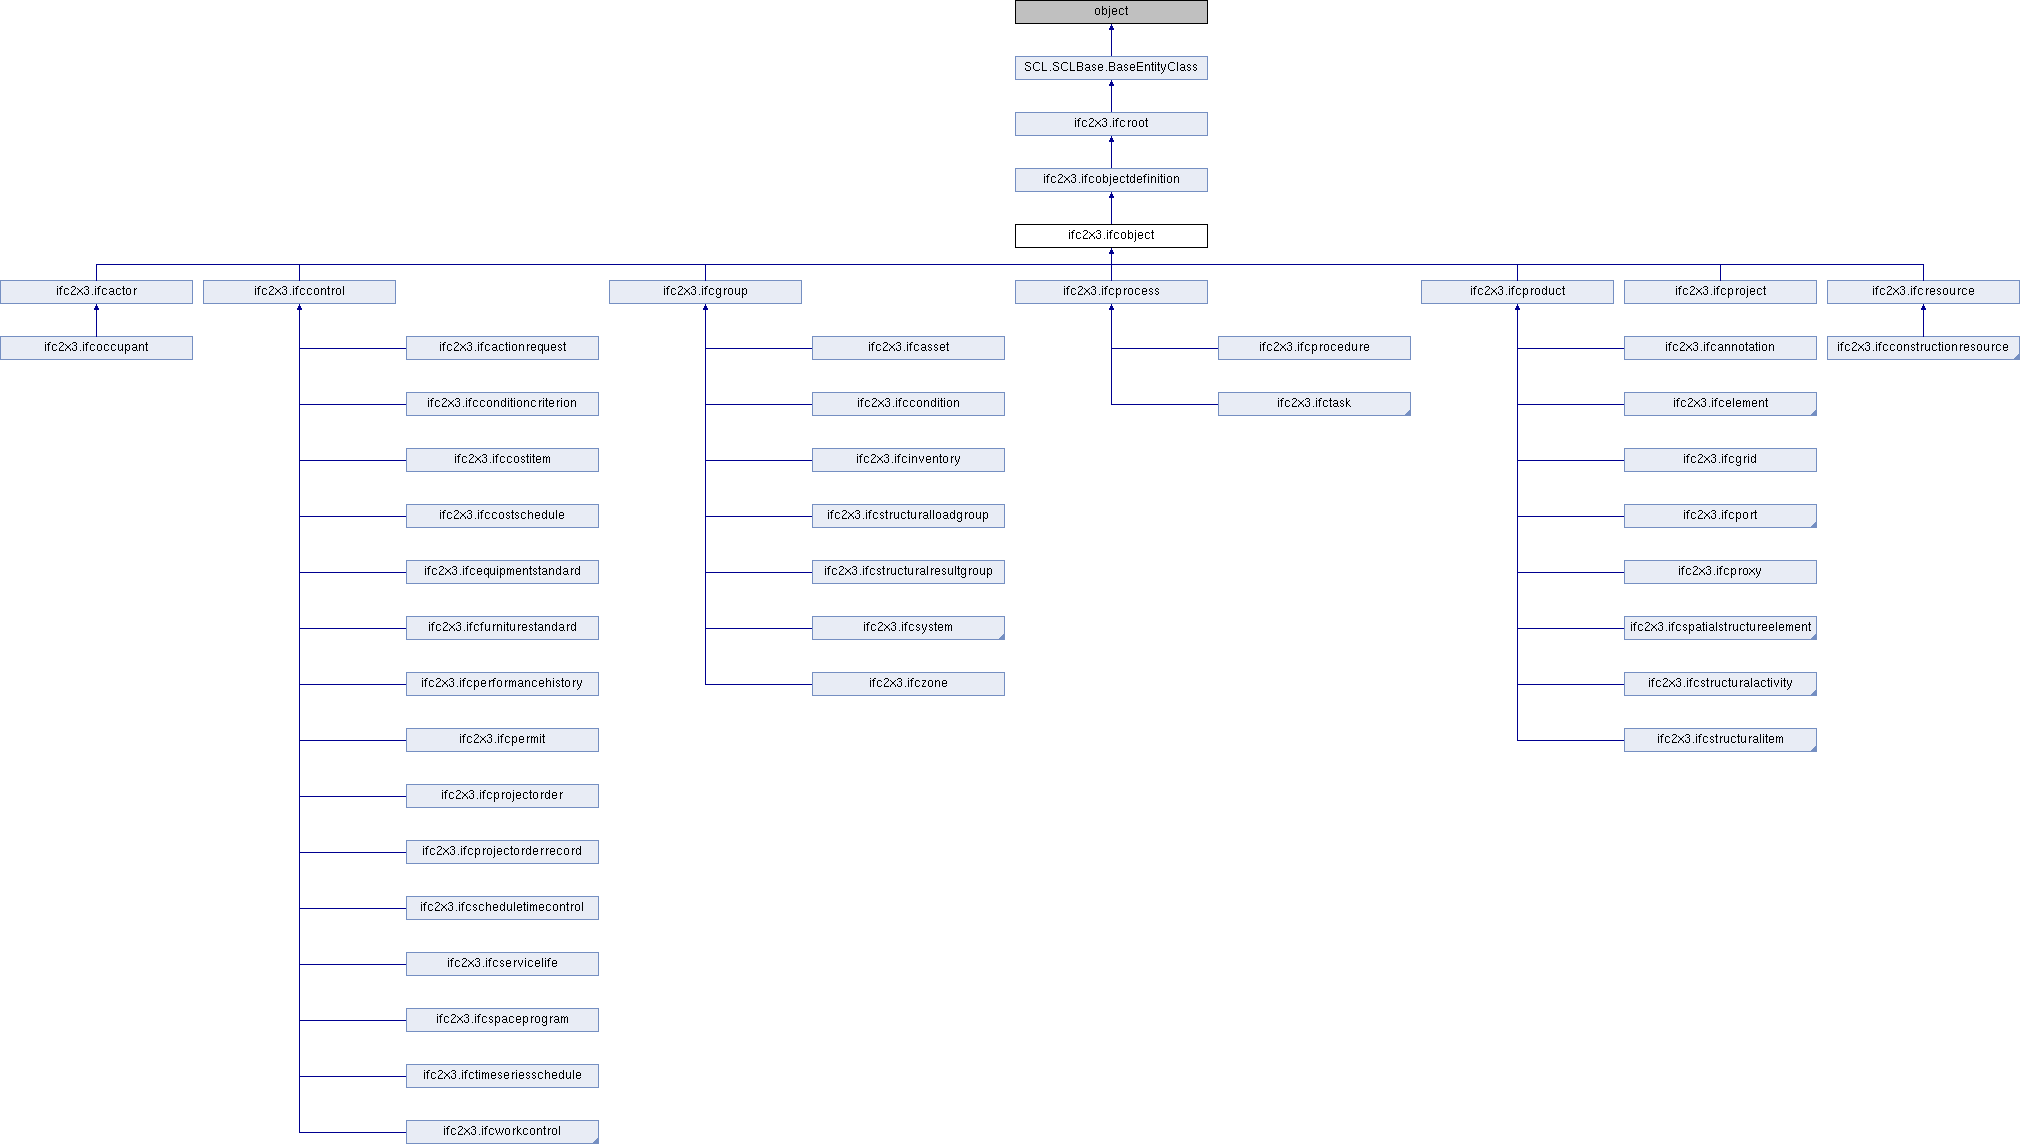 object
SCL.SCLBase.BaseEntityClass
ifc2x3.ifcroot
ifc2x3.ifcobjectdefinition
ifc2x3.ifcobject
ifc2x3.ifcactor
ifc2x3.ifccontrol
ifc2x3.ifcgroup
ifc2x3.ifcprocess
ifc2x3.ifcproduct
ifc2x3.ifcproject
ifc2x3.ifcresource
ifc2x3.ifcoccupant
ifc2x3.ifcactionrequest
ifc2x3.ifcasset
ifc2x3.ifcprocedure
ifc2x3.ifcannotation
ifc2x3.ifcconstructionresource
ifc2x3.ifcconditioncriterion
ifc2x3.ifccondition
ifc2x3.ifctask
ifc2x3.ifcelement
ifc2x3.ifccostitem
ifc2x3.ifcinventory
ifc2x3.ifcgrid
ifc2x3.ifccostschedule
ifc2x3.ifcstructuralloadgroup
ifc2x3.ifcport
ifc2x3.ifcequipmentstandard
ifc2x3.ifcstructuralresultgroup
ifc2x3.ifcproxy
ifc2x3.ifcfurniturestandard
ifc2x3.ifcsystem
ifc2x3.ifcspatialstructureelement
ifc2x3.ifcperformancehistory
ifc2x3.ifczone
ifc2x3.ifcstructuralactivity
ifc2x3.ifcpermit
ifc2x3.ifcstructuralitem
ifc2x3.ifcprojectorder
ifc2x3.ifcprojectorderrecord
ifc2x3.ifcscheduletimecontrol
ifc2x3.ifcservicelife
ifc2x3.ifcspaceprogram
ifc2x3.ifctimeseriesschedule
ifc2x3.ifcworkcontrol